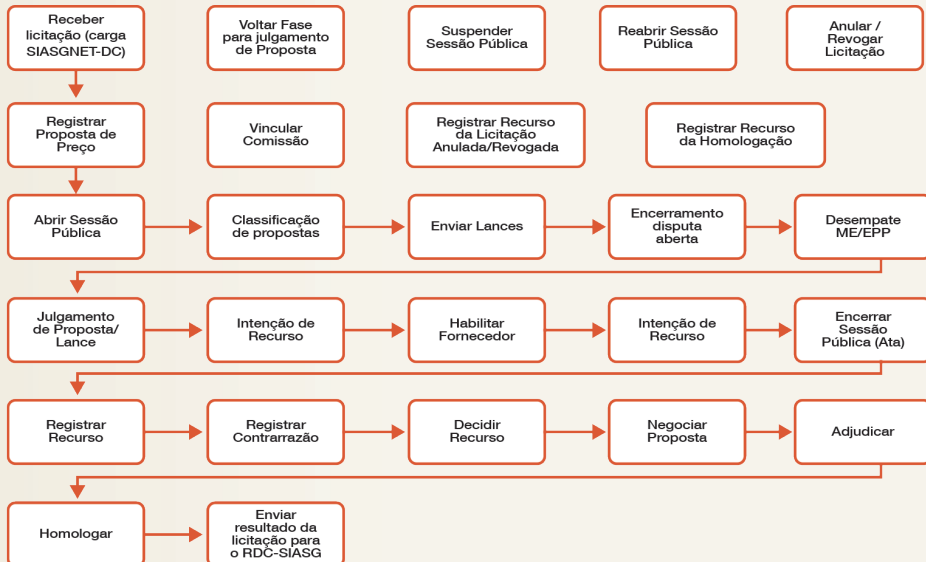 Receber
licitação (carga
SIASGNET-DC)
Voltar Fase
para julgamento
de Proposta
Suspender
Sessão Pública
Reabrir Sessão
Pública
Anular /
Revogar
Licitação
Registrar
Proposta de
Preço
Vincular
Comissão
Registrar Recurso
da Licitação
Anulada/Revogada
Registrar Recurso
da Homologação
Abrir Sessão
Pública
Classificação
de propostas
Enviar Lances
Encerramento
disputa
aberta
Desempate
ME/EPP
Julgamento
de Proposta/
Lance
Intenção de
Recurso
Habilitar
Fornecedor
Intenção de
Recurso
Encerrar
Sessão
Pública (Ata)
Registrar
Recurso
Registrar
Contrarrazão
Decidir
Recurso
Negociar
Proposta
Adjudicar
Homologar
Enviar
resultado da
licitação para
o RDC-SIASG